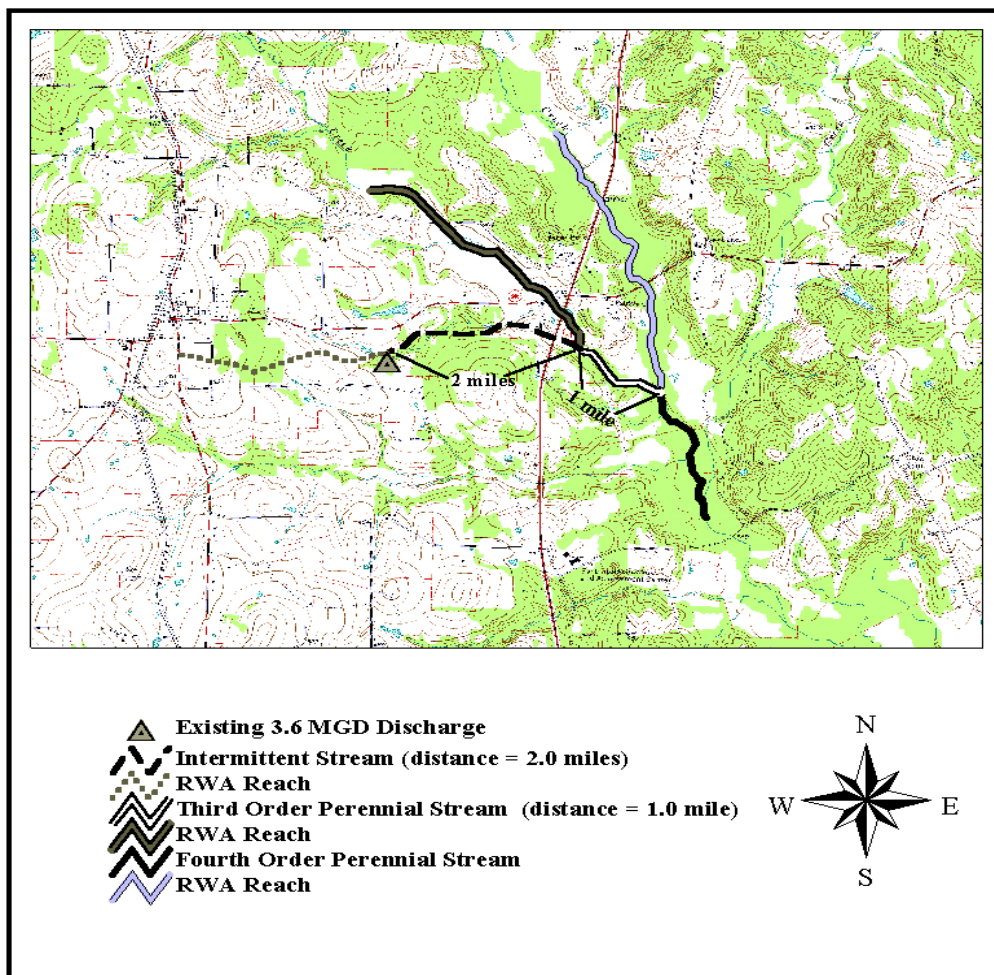 2 miles
1 mile
Existing 3.6 MGD Discharge
Intermittent Stream (distance = 2.0 miles)
RWA Reach
Third Order Perennial Stream (distance = 1.0 mile)
RWA Reach
Fourth Order Perennial Stream
RWA Reach
N
W
E
S